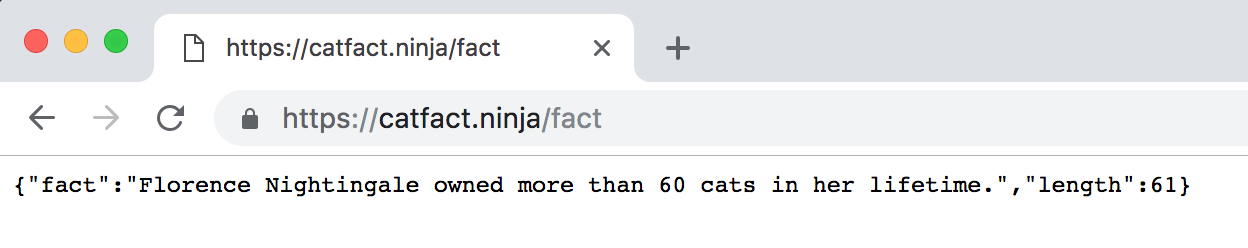 https://catfact.ninja/fact
https://catfact.ninja/fact
{"fact":"Florence Nightingale owned more than 60 cats in her lifetime.","length":61}